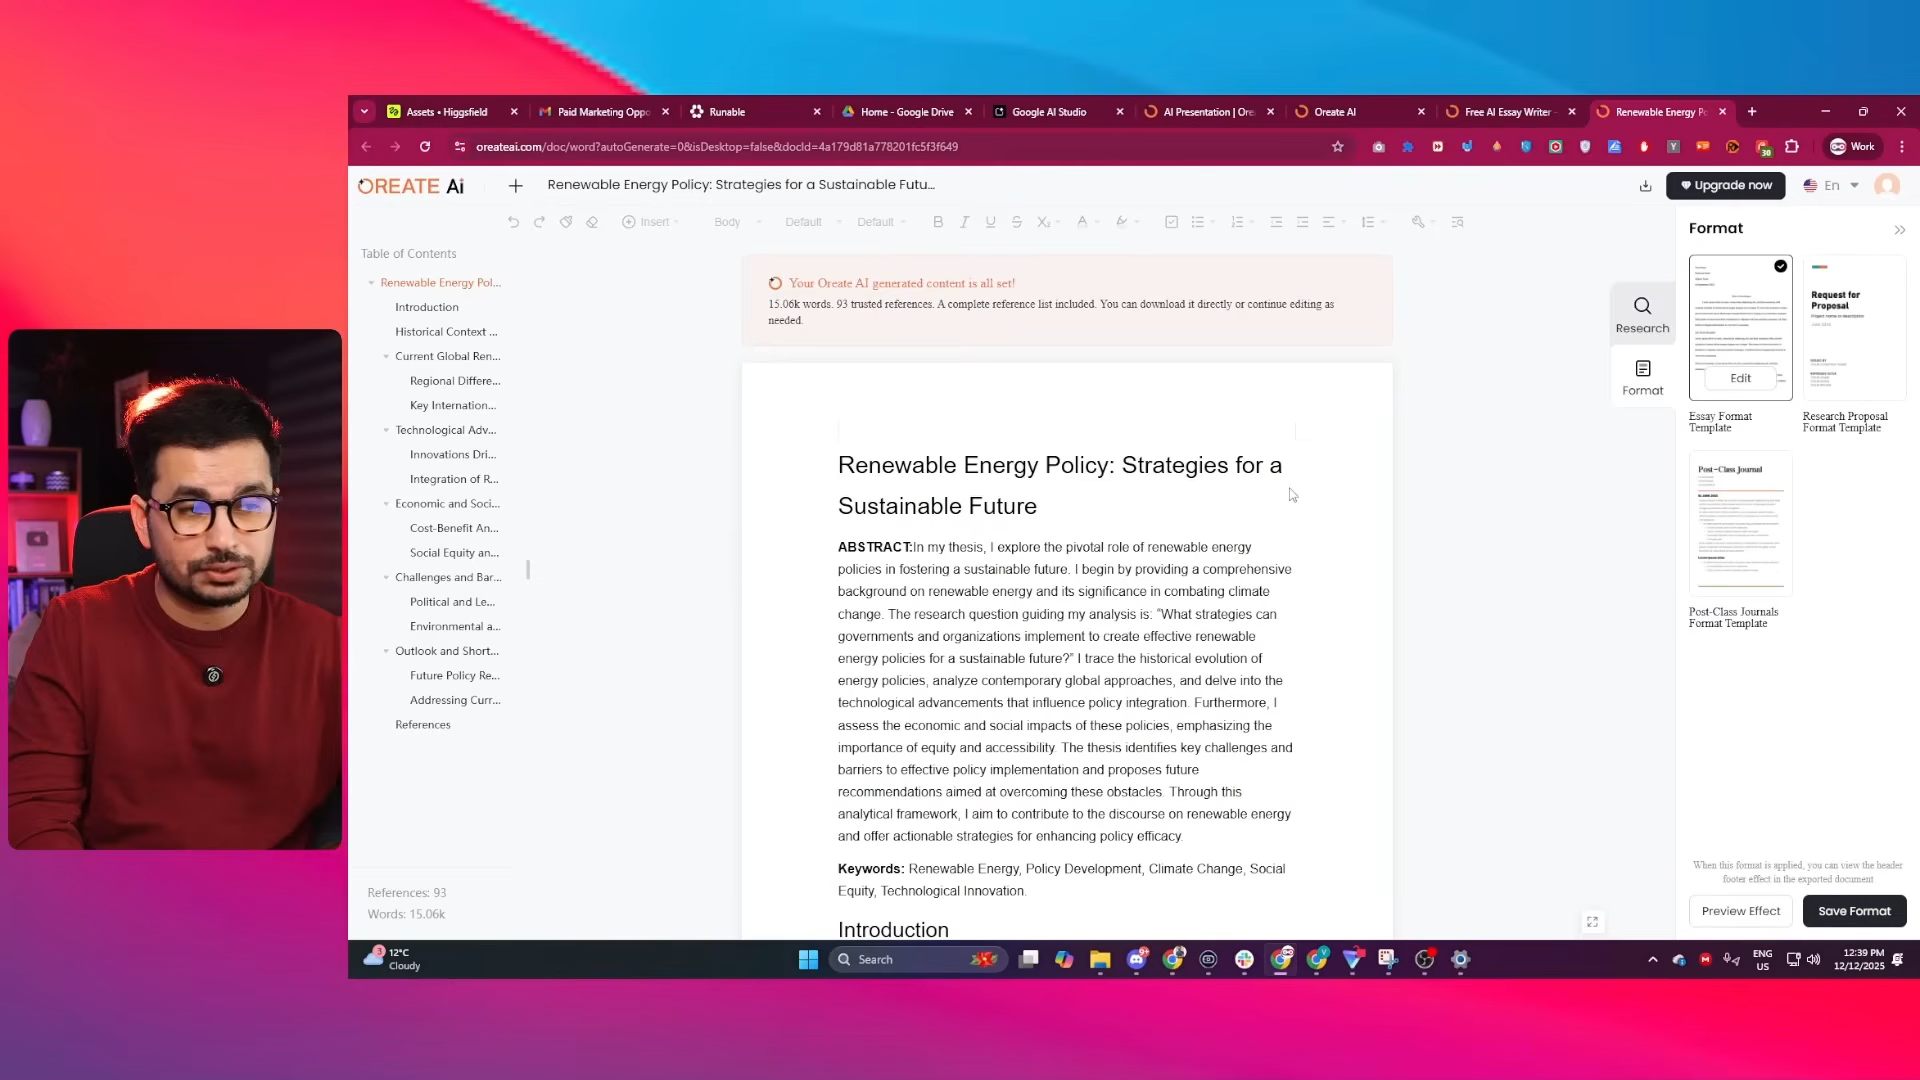 Assets • Higgsfield
Paid Marketing Oppo
Runable
Home - Google Drive
Google AI Studio
AI Presentation | Ore
Oreate AI
Free AI Essay Writer -
Renewable Energy Po
oreateai.com/doc/word?autoGenerate=0&isDesktop=false&docId=4a179d81a778201fc5f3f649
30
Work
OREATE Ai
Renewable Energy Policy: Strategies for a Sustainable Futu...
Upgrade now
En
Insert
Body
Default
Default
Table of Contents
Renewable Energy Pol...
Introduction
Historical Context ...
Current Global Ren...
Regional Differe...
Key Internation...
Technological Adv...
Innovations Dri...
Integration of R...
Economic and Soci...
Cost-Benefit An...
Social Equity an...
Challenges and Bar...
Political and Le...
Environmental a...
Outlook and Short...
Future Policy Re...
Addressing Curr...
References
References: 93
Words: 15.06k
Your Oreate AI generated content is all set!
15.06k words. 93 trusted references. A complete reference list included. You can download it directly or continue editing as
needed.
Renewable Energy Policy: Strategies for a
Sustainable Future
ABSTRACT:In my thesis, I explore the pivotal role of renewable energy
policies in fostering a sustainable future. I begin by providing a comprehensive
background on renewable energy and its significance in combating climate
change. The research question guiding my analysis is: "What strategies can
governments and organizations implement to create effective renewable
energy policies for a sustainable future?" I trace the historical evolution of
energy policies, analyze contemporary global approaches, and delve into the
technological advancements that influence policy integration. Furthermore, I
assess the economic and social impacts of these policies, emphasizing the
importance of equity and accessibility. The thesis identifies key challenges and
barriers to effective policy implementation and proposes future
recommendations aimed at overcoming these obstacles. Through this
analytical framework, I aim to contribute to the discourse on renewable energy
and offer actionable strategies for enhancing policy efficacy.
Keywords: Renewable Energy, Policy Development, Climate Change, Social
Equity, Technological Innovation.
Introduction
Research
Format
Format
Edit
Essay Format
Template
Request for
Proposal
Research Proposal
Format Template
Post-Class Journal
Post-Class Journals
Format Template
When this format is applied, you can view the header
footer effect in the exported document
Preview Effect
Save Format
12°C
Cloudy
Search
ENG
US
12:39 PM
12/12/2025